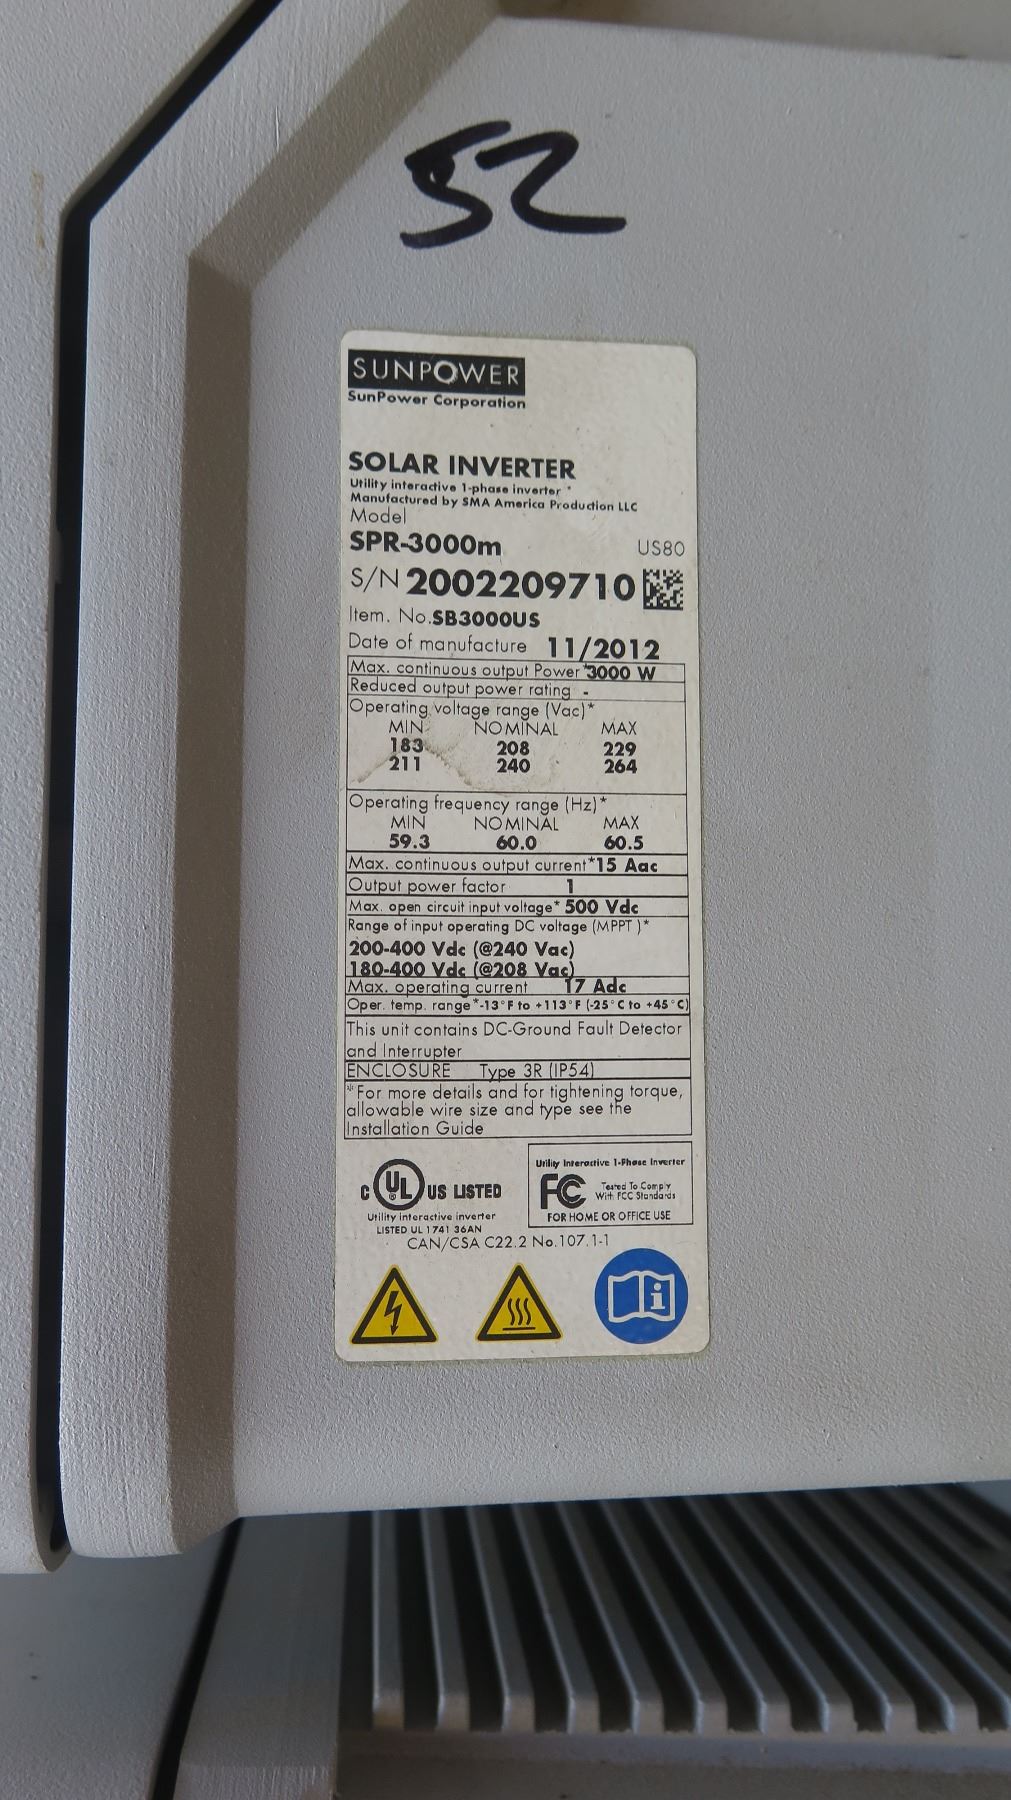 52
SUNPOWER
SunPower Corporation
SOLAR INVERTER
Utility interactive 1-phase inverter *
Manufactured by SMA America Production LLC
Model
SPR-3000m US80
S/N 2002209710
Item. No.SB3000US
Date of manufacture 11/2012
Max. continuous output Power* 3000 W
Reduced output power rating -
Operating voltage range (Vac)*
MIN NOMINAL MAX
183 208 229
211 240 264
Operating frequency range (Hz)*
MIN NOMINAL MAX
59.3 60.0 60.5
Max. continuous output current* 15 Aac
Output power factor 1
Max. open circuit input voltage* 500 Vdc
Range of input operating DC voltage (MPPT )*
200-400 Vdc (@240 Vac)
180-400 Vdc (@208 Vac)
Max. operating current 17 Adc
Oper. temp. range*-13°F to +113°F (-25°C to +45°C)
This unit contains DC-Ground Fault Detector
and Interrupter
ENCLOSURE Type 3R (IP54)
*For more details and for tightening torque,
allowable wire size and type see the
Installation Guide
C UL US LISTED
Utility interactive inverter
LISTED UL 1741 36AN
Utility Interactive 1-Phase Inverter
FC Tested To Comply
With FCC Standards
FOR HOME OR OFFICE USE
CAN/CSA C22.2 No.107.1-1